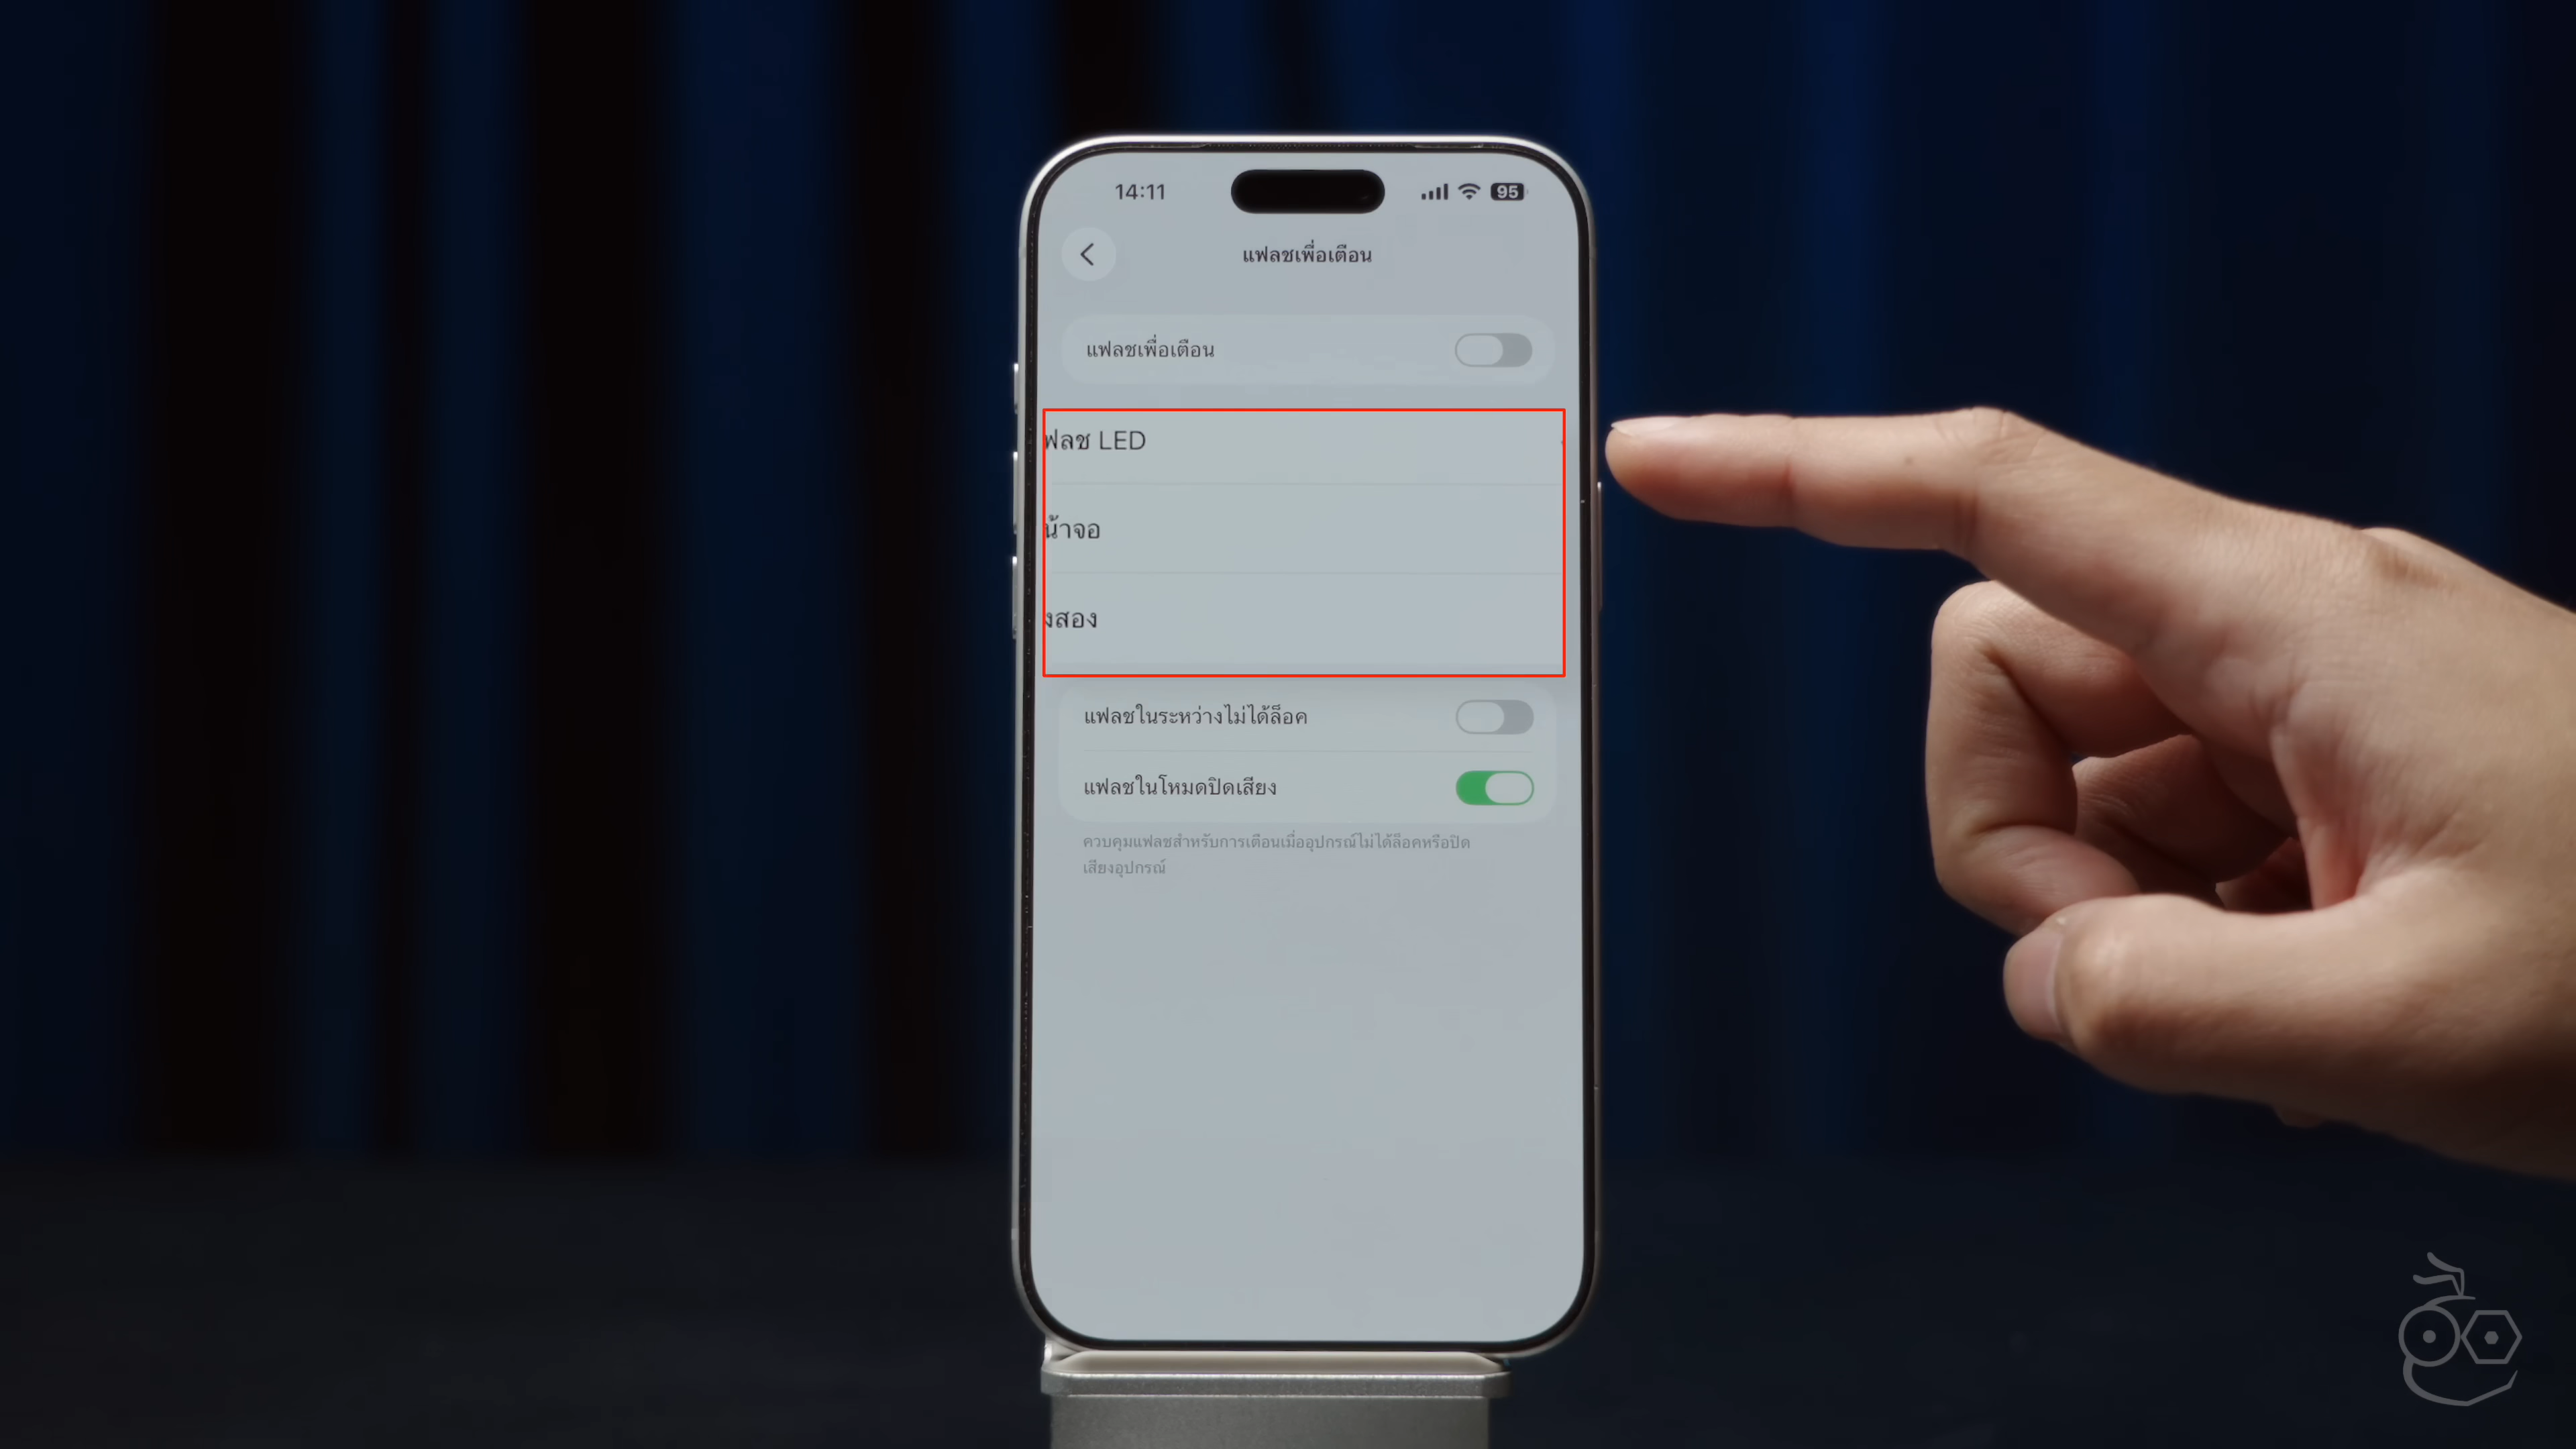 14:11
95
แฟลชเพื่อเตือน
แฟลชเพื่อเตือน
ฟลช LED
น้าจอ
งสอง
แฟลชในระหว่างไม่ได้ล็อค
แฟลชในโหมดปิดเสียง
ควบคุมแฟลชสำหรับการเตือนเมื่ออุปกรณ์ไม่ได้ล็อคหรือปิด
เสียงอุปกรณ์